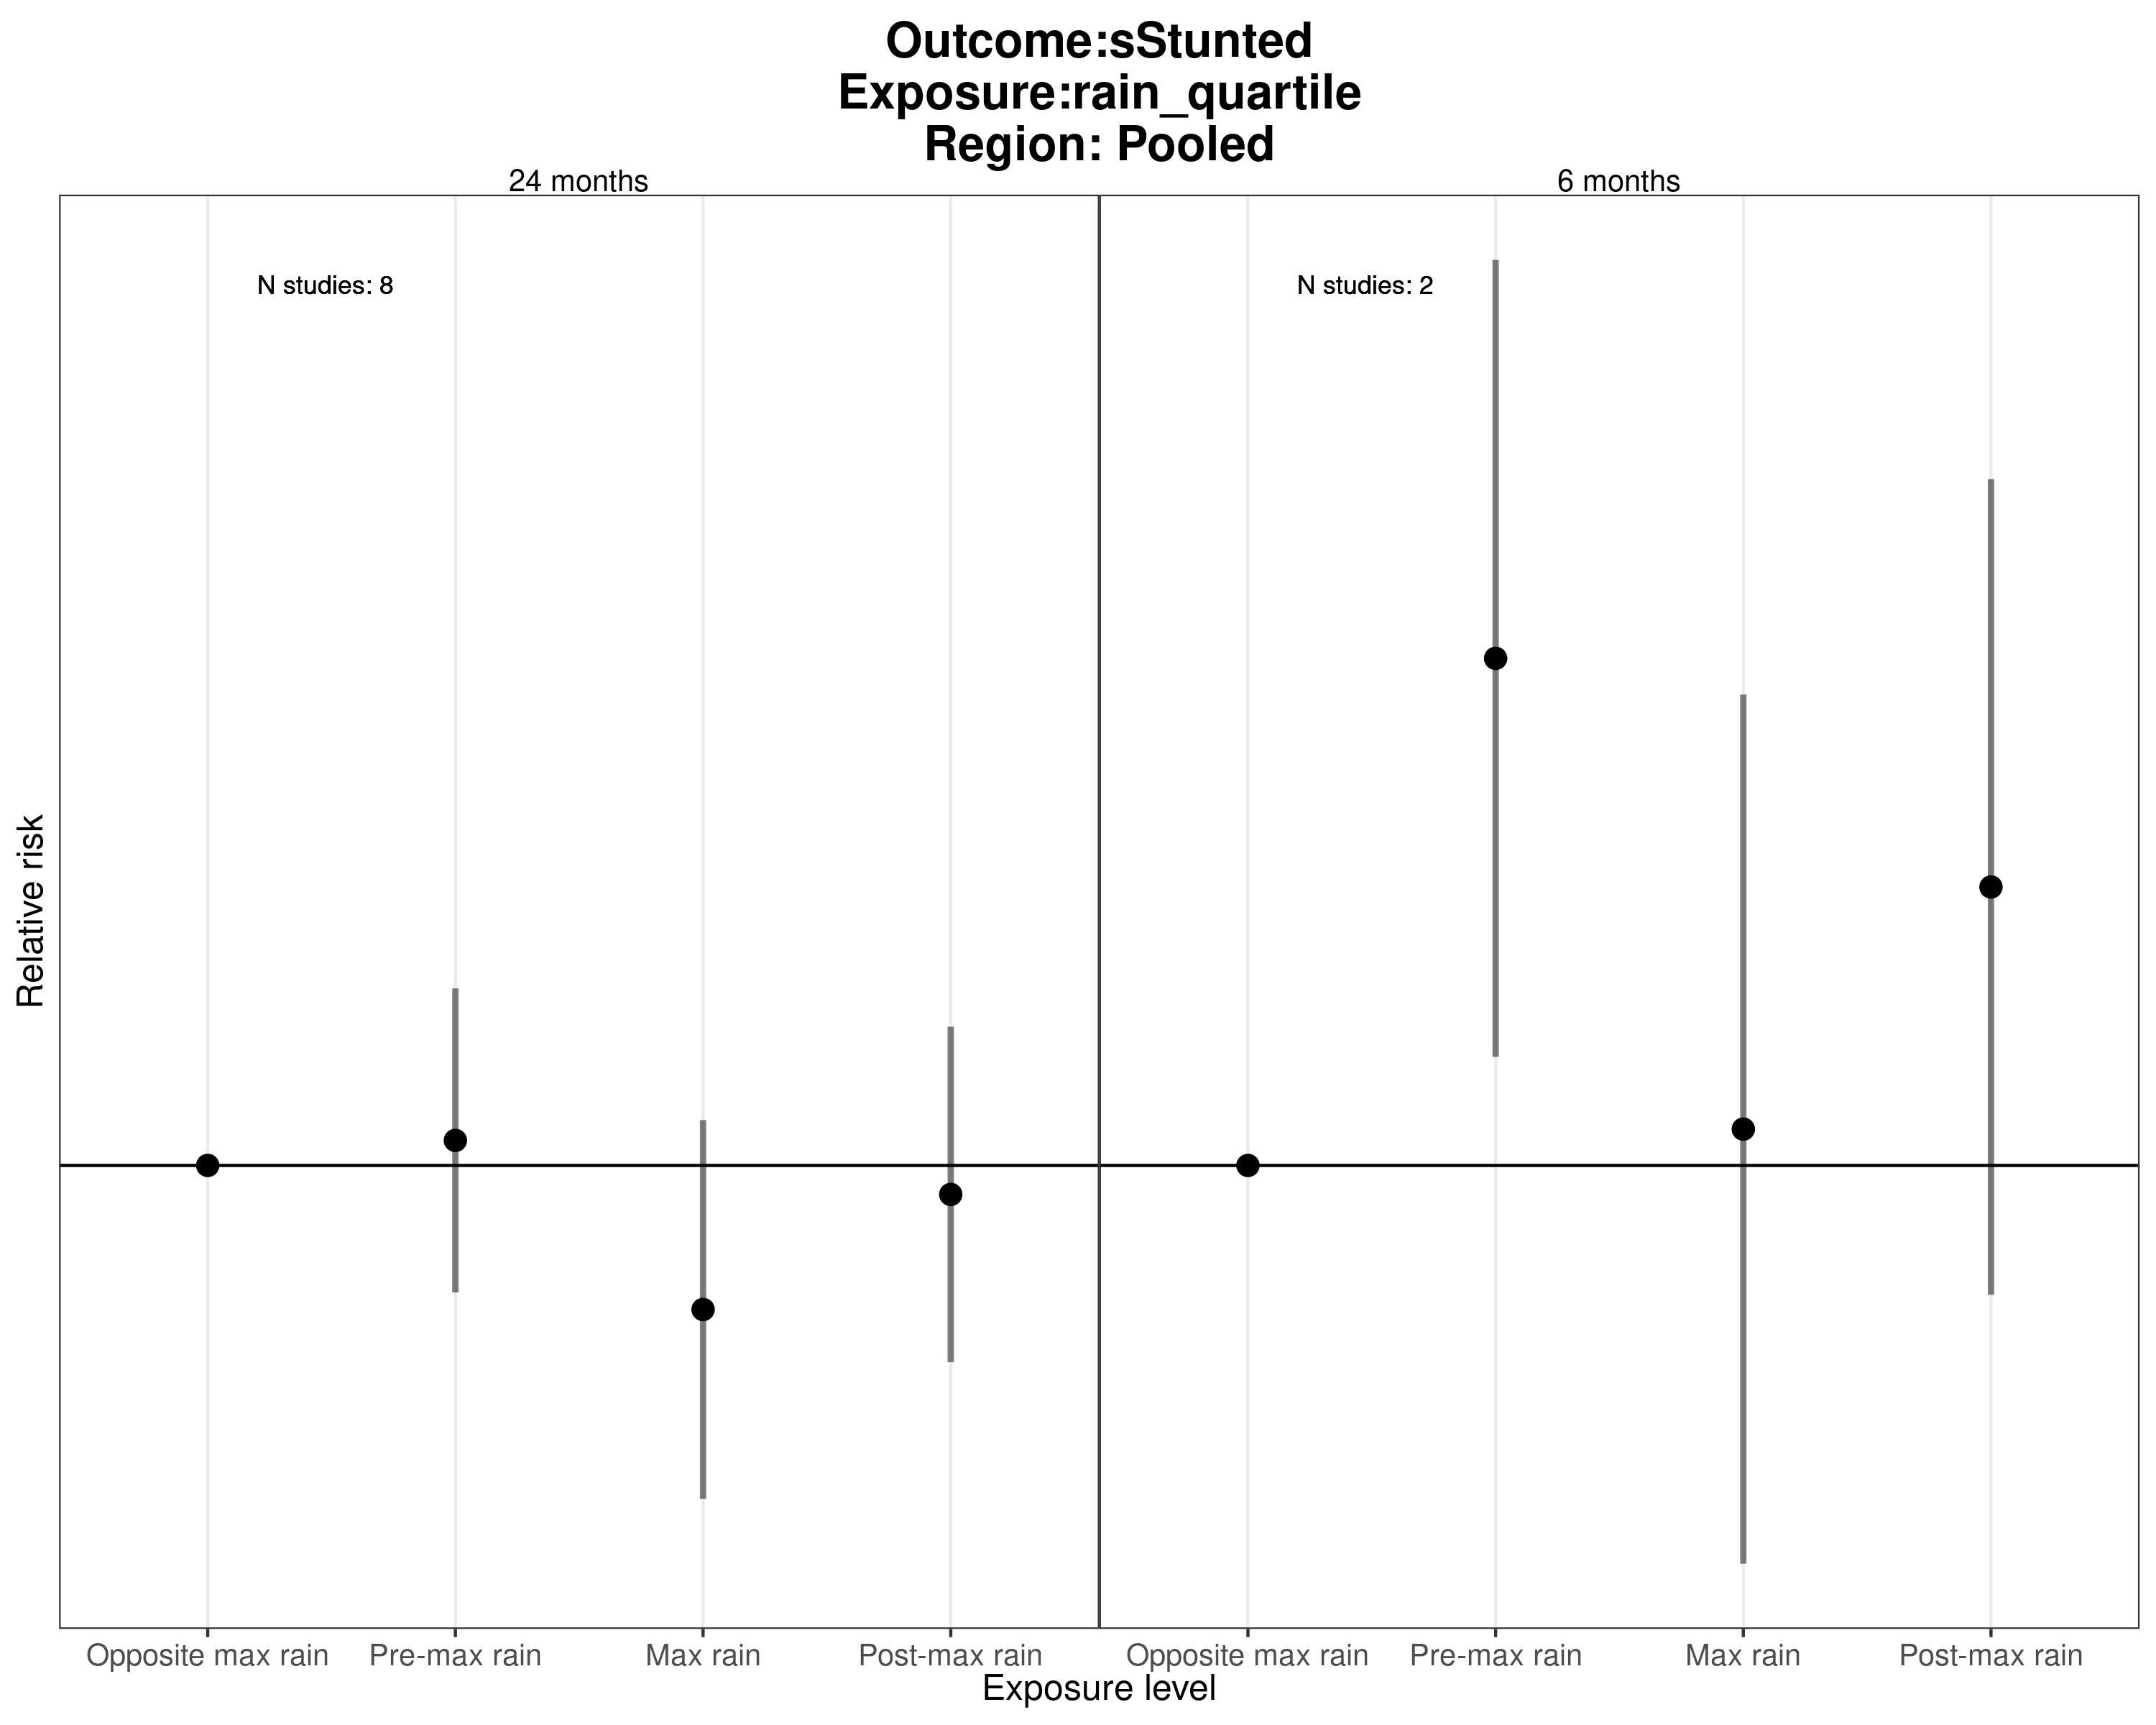 Outcome:sStunted
Exposure:rain_quartile
Region: Pooled
24 months
6 months
N studies: 8
N studies: 2
Relative risk
Opposite max rain
Pre-max rain
Max rain
Post-max rain
Opposite max rain
Pre-max rain
Max rain
Post-max rain
Exposure level